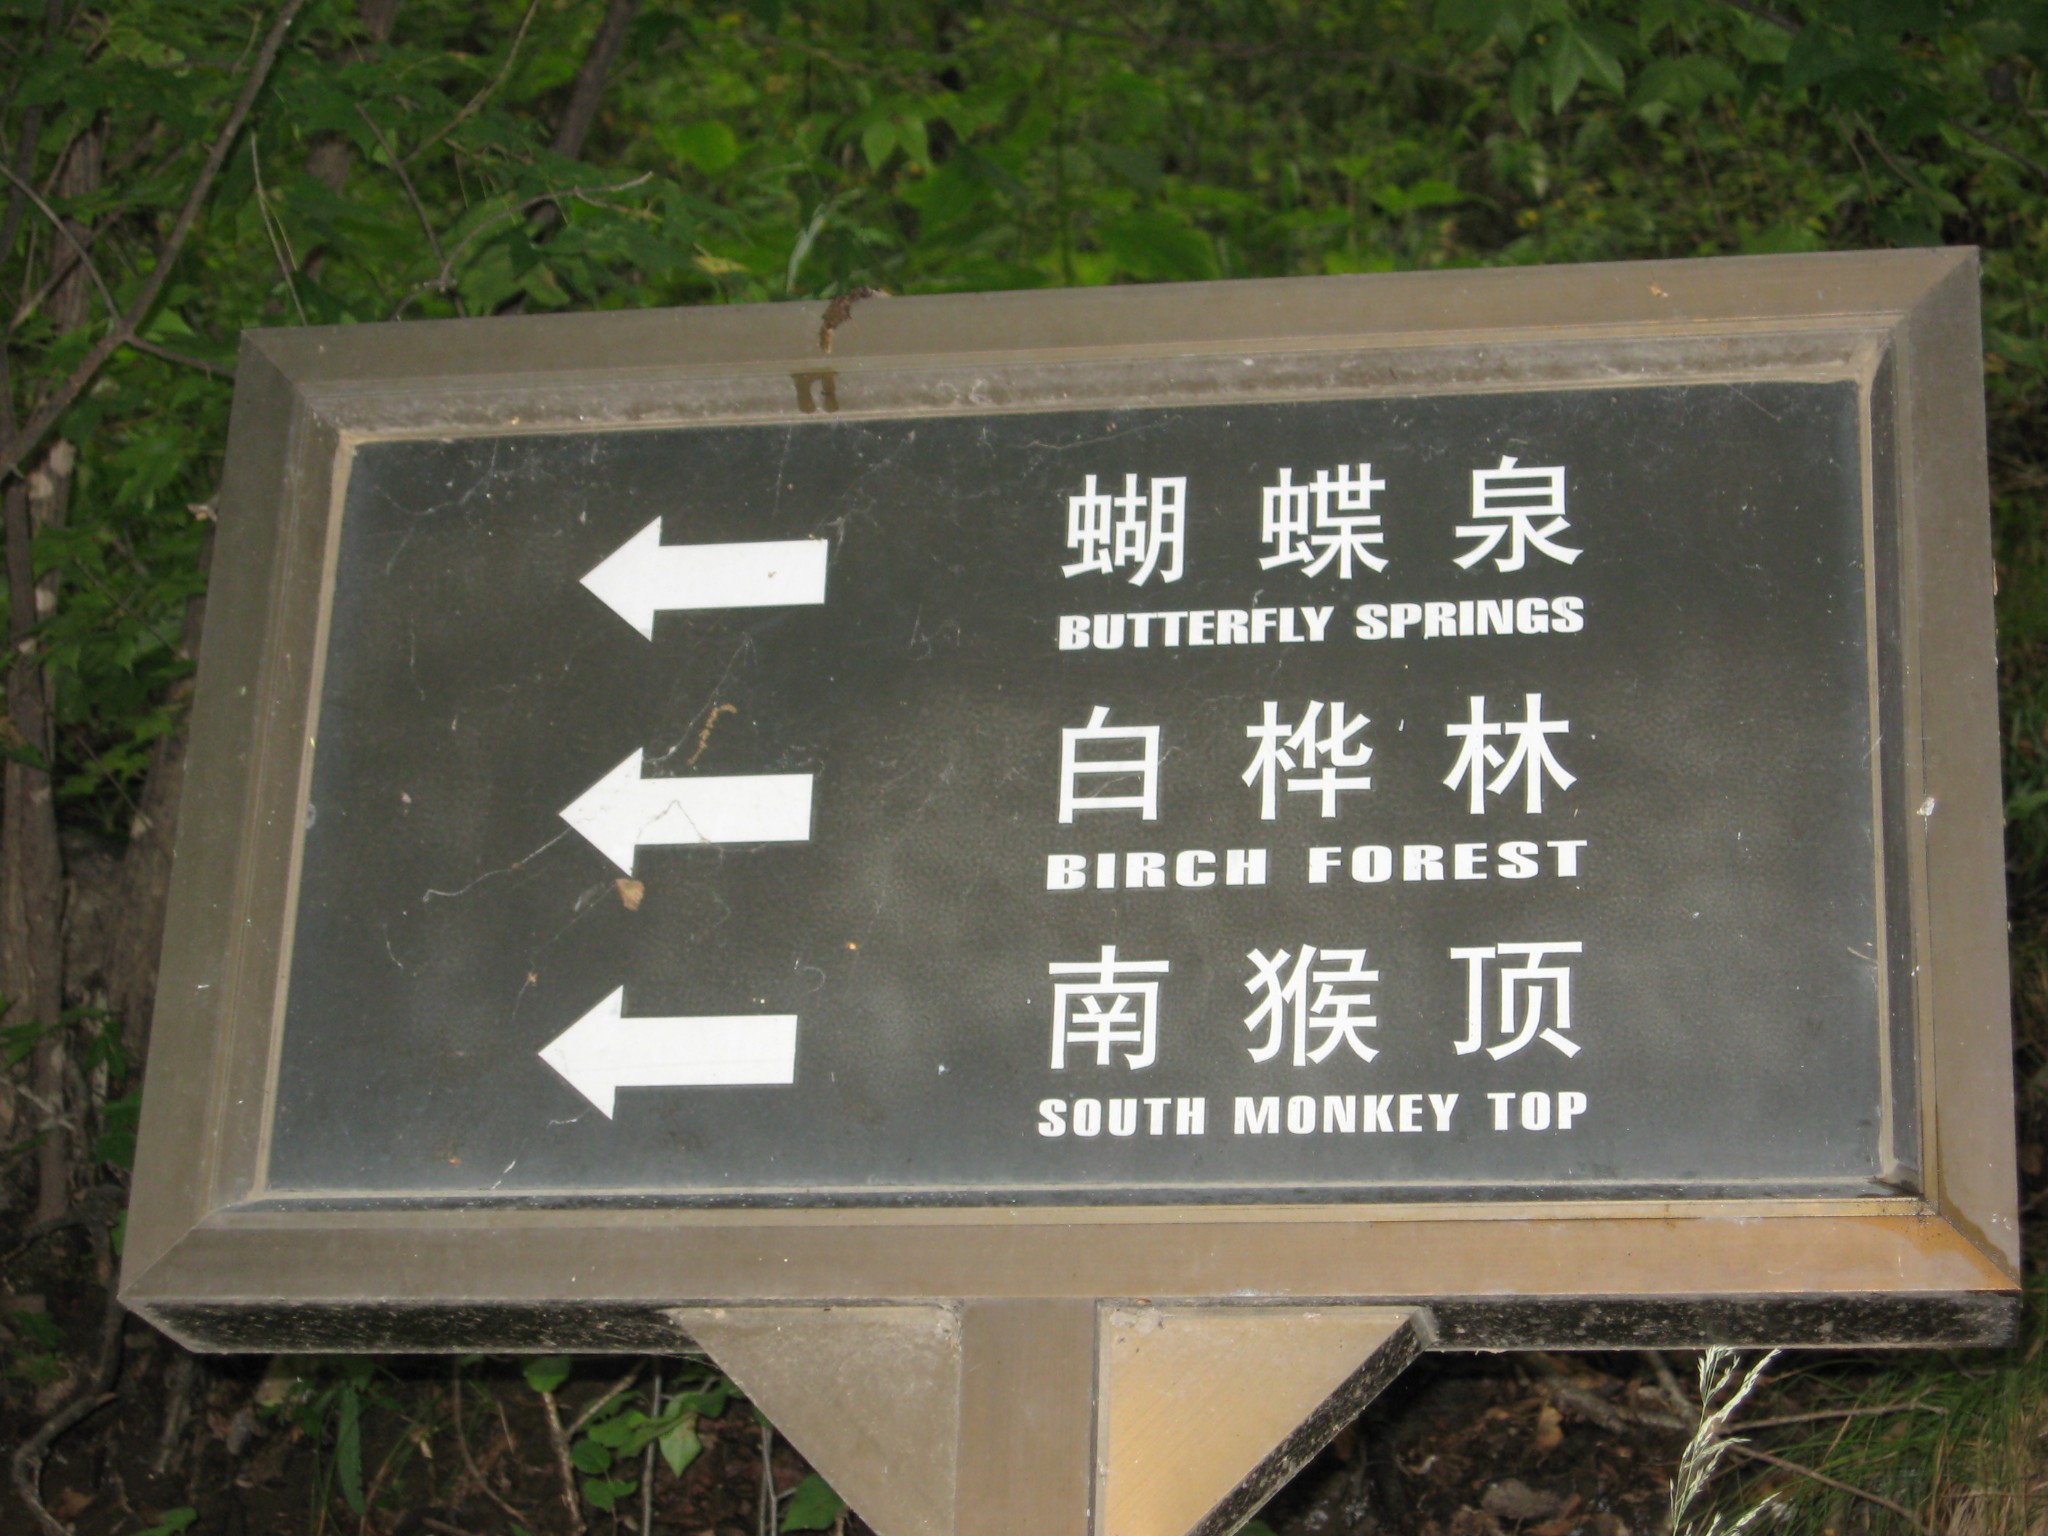 蝴蝶泉
BUTTERFLY SPRINGS
白桦林
BIRCH FOREST
南猴顶
SOUTH MONKEY TOP